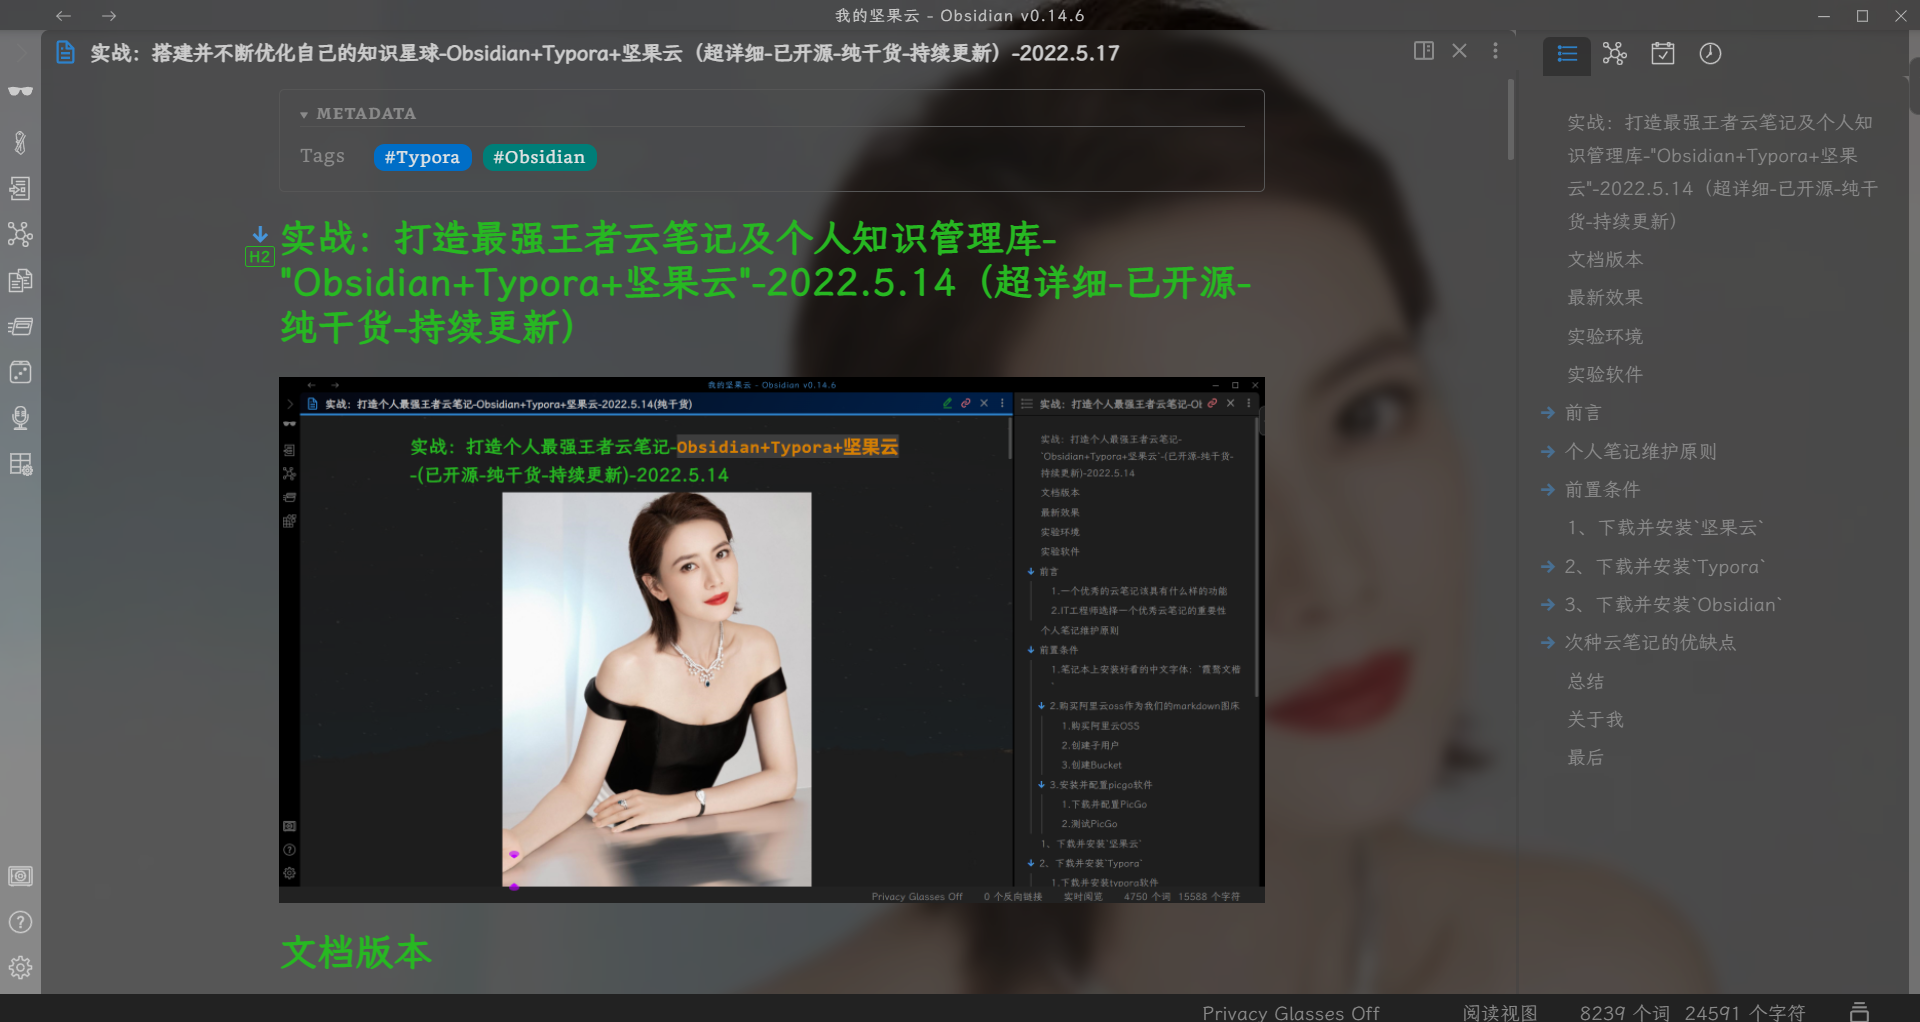 我的坚果云 - Obsidian v0.14.6
实战：搭建并不断优化自己的知识星球-Obsidian+Typora+坚果云（超详细-已开源-纯干货-持续更新）-2022.5.17
METADATA
Tags #Typora #Obsidian
H2
实战：打造最强王者云笔记及个人知识管理库-
"Obsidian+Typora+坚果云"-2022.5.14（超详细-已开源-
纯干货-持续更新）
我的坚果云 - Obsidian v0.14.6
实战：打造个人最强王者云笔记-Obsidian+Typora+坚果云-2022.5.14(纯干货)
实战：打造个人最强王者云笔记-Obsidian+Typora+坚果云
-(已开源-纯干货-持续更新)-2022.5.14
实战：打造个人最强王者云笔记-Ob
实战：打造个人最强王者云笔记-
`Obsidian+Typora+坚果云`-(已开源-纯干货-
持续更新)-2022.5.14
文档版本
最新效果
实验环境
实验软件
前言
1.一个优秀的云笔记该具有什么样的功能
2.IT工程师选择一个优秀云笔记的重要性
个人笔记维护原则
前置条件
1.笔记本上安装好看的中文字体：`霞鹜文楷
`
2.购买阿里云oss作为我们的markdown图床
1.购买阿里云OSS
2.创建子用户
3.创建Bucket
3.安装并配置picgo软件
1.下载并配置PicGo
2.测试PicGo
1、下载并安装`坚果云`
2、下载并安装`Typora`
1.下载并安装typora软件
Privacy Glasses Off 0 个反向链接 实时阅览 4750 个词 15588 个字符
文档版本
实战：打造最强王者云笔记及个人知
识管理库-"Obsidian+Typora+坚果
云"-2022.5.14（超详细-已开源-纯干
货-持续更新）
文档版本
最新效果
实验环境
实验软件
前言
个人笔记维护原则
前置条件
1、下载并安装`坚果云`
2、下载并安装`Typora`
3、下载并安装`Obsidian`
次种云笔记的优缺点
总结
关于我
最后
Privacy Glasses Off 阅读视图 8239 个词 24591 个字符